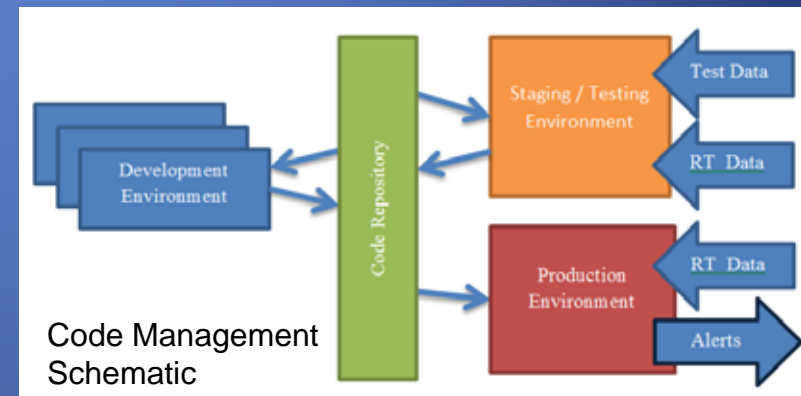 Development
Environment
Code Repository
Staging / Testing
Environment
Test Data
RT Data
Production
Environment
RT Data
Alerts
Code Management
Schematic